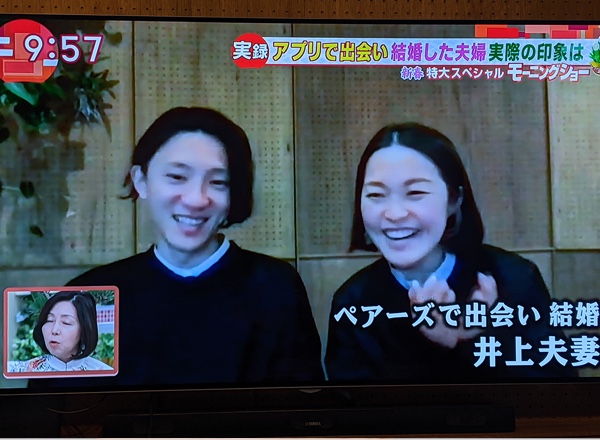 9:57
実録 アプリで出会い 結婚した夫婦 実際の印象は
新春 特大スペシャル モーニングショー
ペアーズで出会い 結婚
井上夫妻